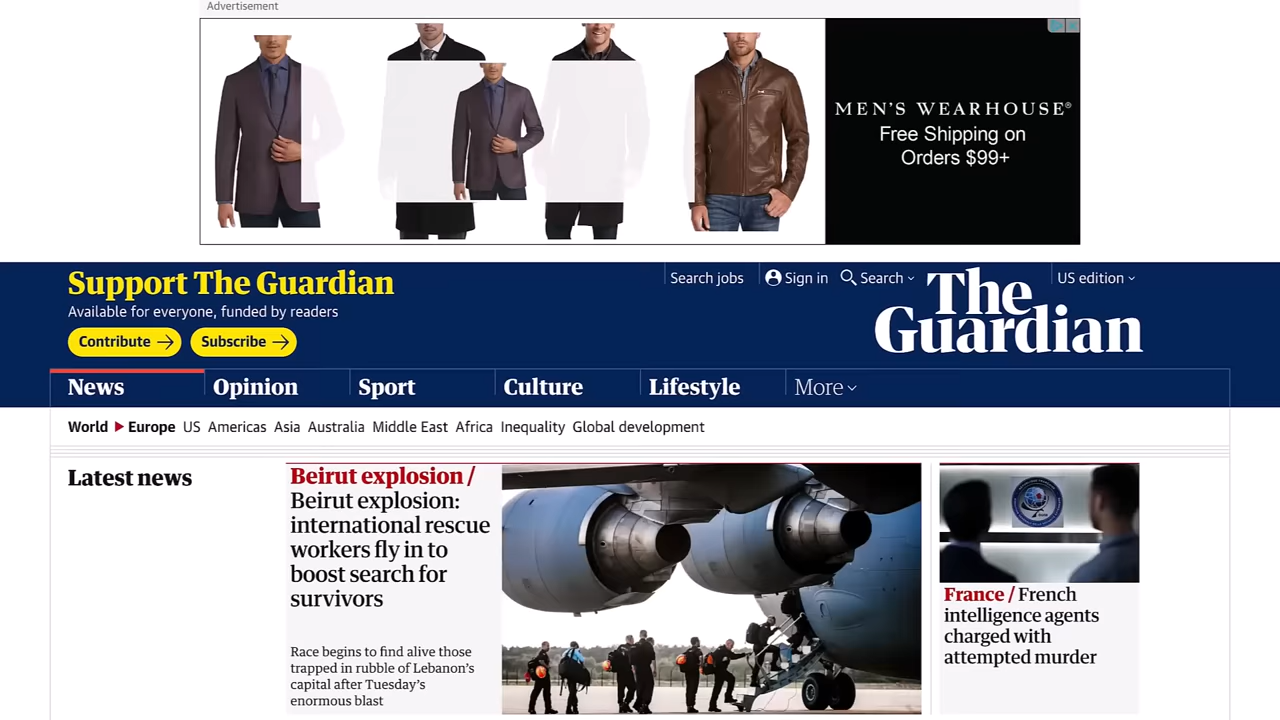 Advertisement
MEN'S WEARHOUSE®
Free Shipping on
Orders $99+
Support The Guardian
Available for everyone, funded by readers
Contribute
Subscribe
Search jobs
Sign in
Search
US edition
The
Guardian
News
Opinion
Sport
Culture
Lifestyle
More
World
Europe
US
Americas
Asia
Australia
Middle East
Africa
Inequality
Global development
Latest news
Beirut explosion /
Beirut explosion:
international rescue
workers fly in to
boost search for
survivors
Race begins to find alive those
trapped in rubble of Lebanon's
capital after Tuesday's
enormous blast
France / French
intelligence agents
charged with
attempted murder